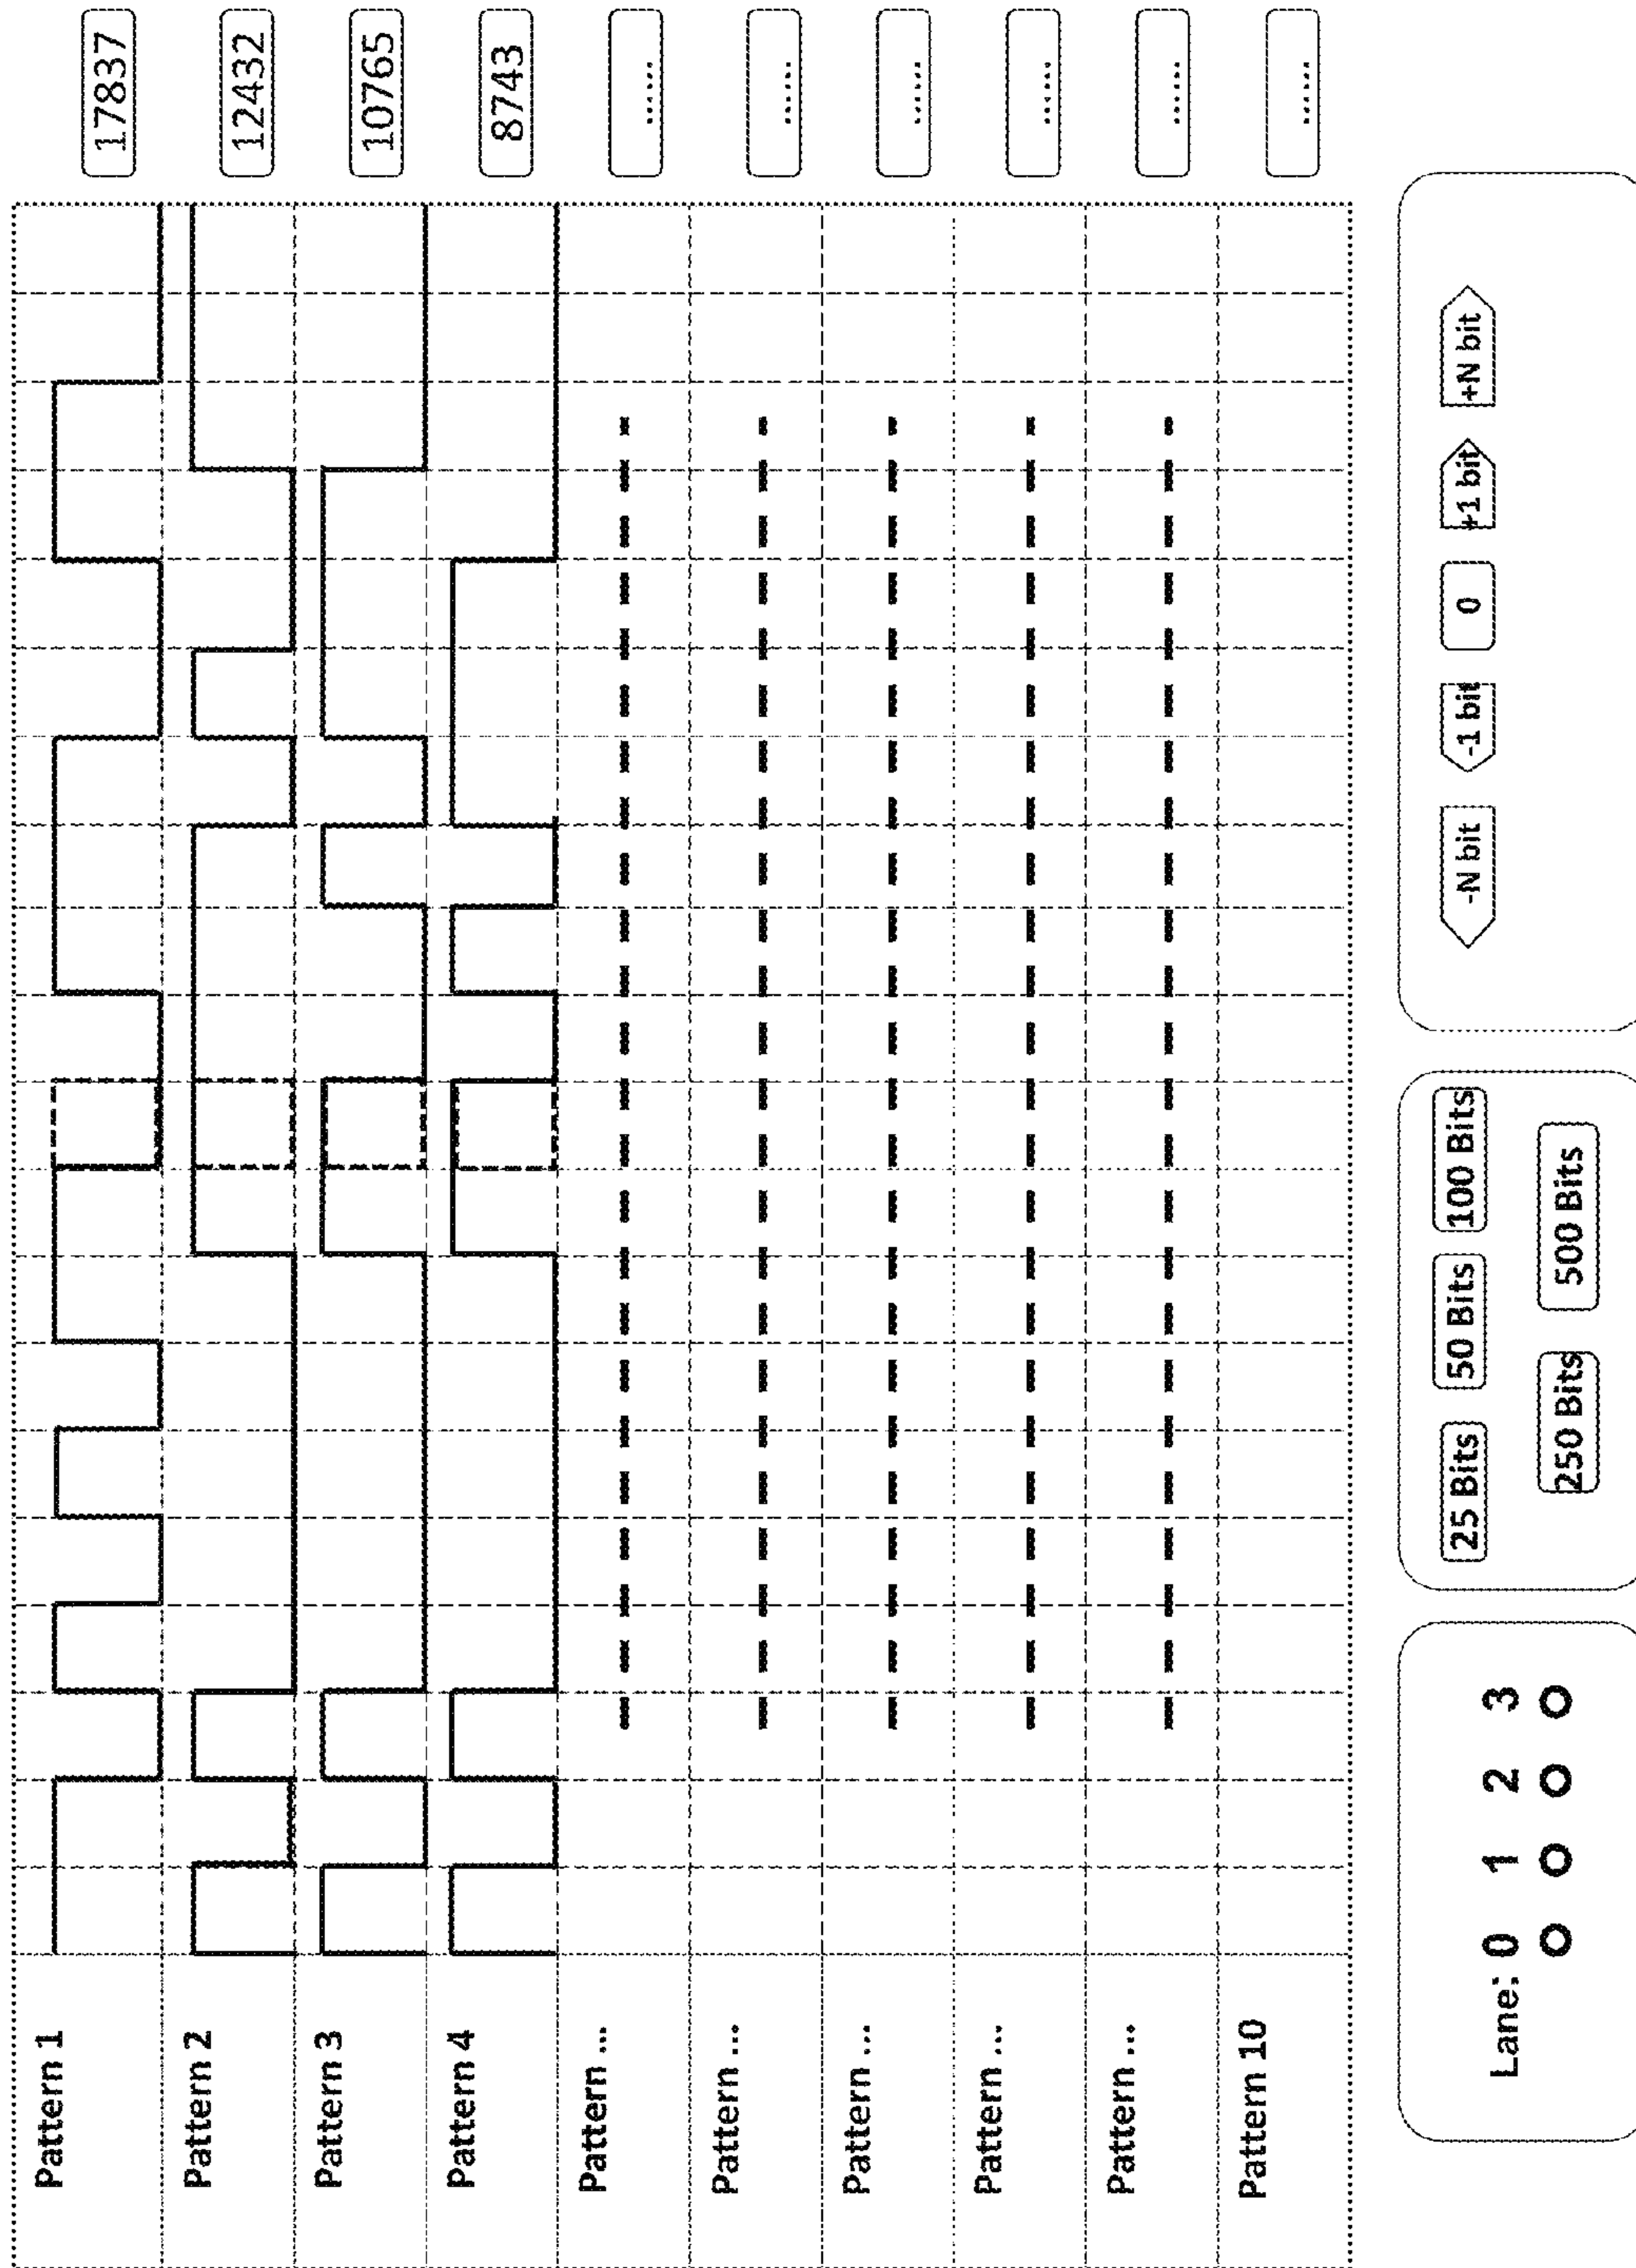 Pattern 1 17837
Pattern 2 12432
Pattern 3 10765
Pattern 4 8743
Pattern ... ......
Pattern ... ......
Pattern ... ......
Pattern ... ......
Pattern ... ......
Pattern 10 ......
Lane: 0 1 2 3
25 Bits 50 Bits 100 Bits
250 Bits 500 Bits
-N bit -1 bit 0 +1 bit +N bit